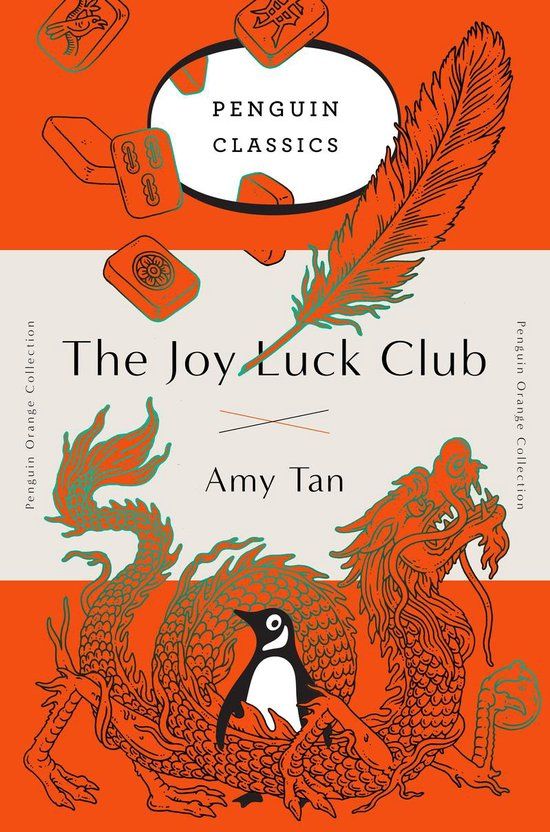 PENGUIN
CLASSICS
The Joy Luck Club
Amy Tan
Penguin Orange Collection
Penguin Orange Collection